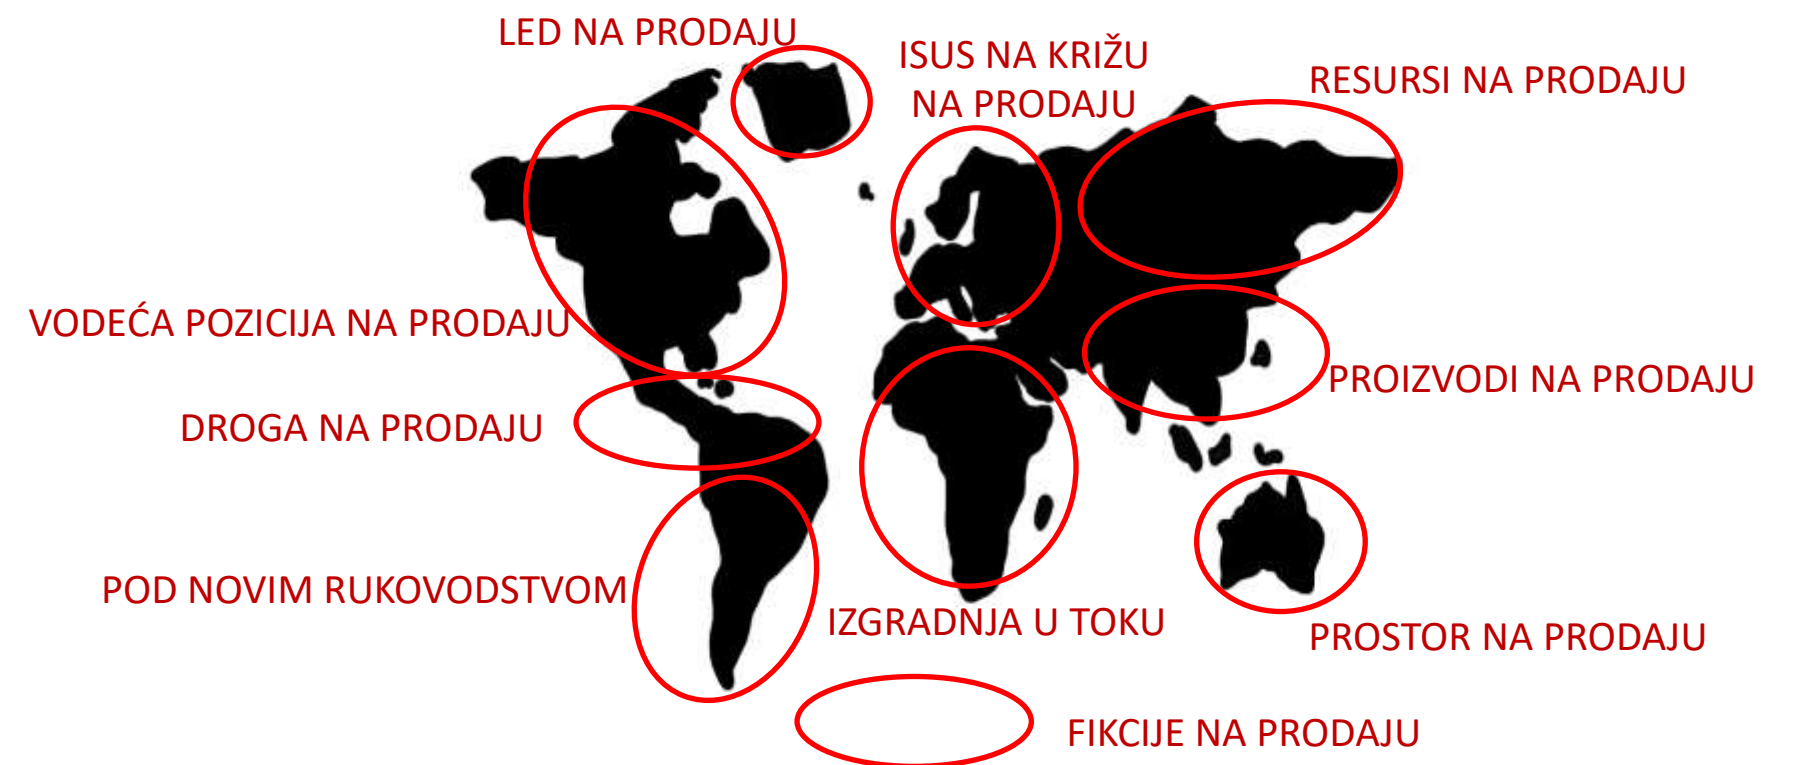 LED NA PRODAJU
ISUS NA KRIŽU
NA PRODAJU
RESURSI NA PRODAJU
VODEĆA POZICIJA NA PRODAJU
PROIZVODI NA PRODAJU
DROGA NA PRODAJU
POD NOVIM RUKOVODSTVOM
IZGRADNJA U TOKU
PROSTOR NA PRODAJU
FIKCIJE NA PRODAJU